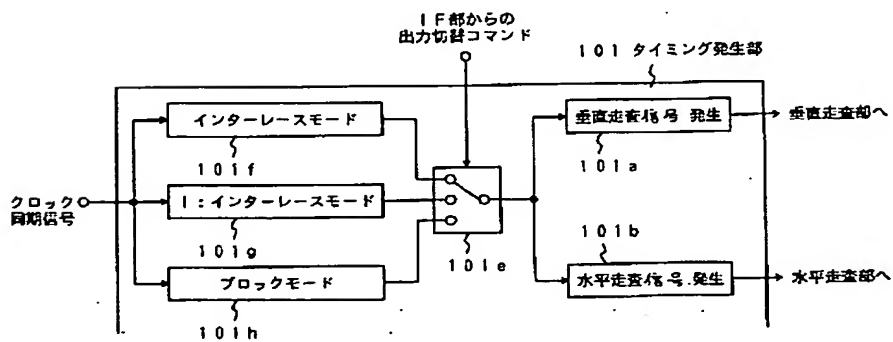 IF部からの
出力切替コマンド
101 タイミング発生部
インターレースモード
101f
垂直走査信号 発生
垂直走査部へ
101a
クロック
同期信号
I:インターレースモード
101g
101e
101b
ブロックモード
101h
水平走査信号.発生
水平走査部へ